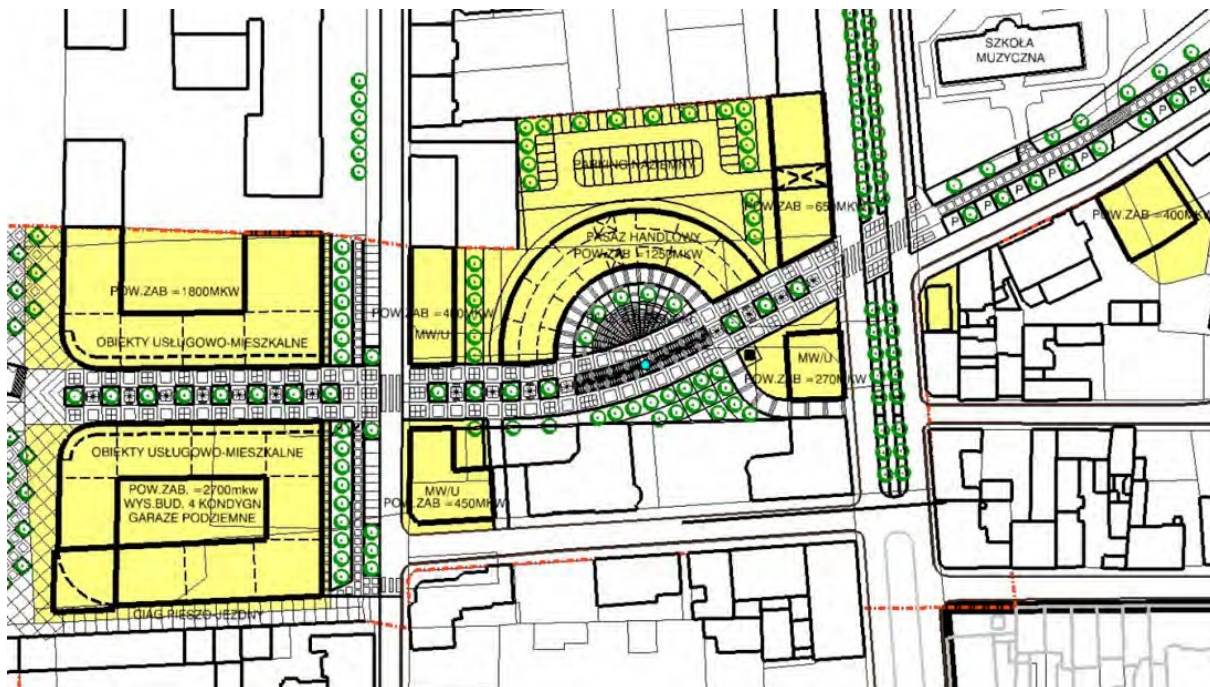 SZKOŁA
MUZYCZNA
PARKING NAZIEMNY
POW.ZAB =650MKW
POW.ZAB =400MKW
PASAŻ HANDLOWY
POW.ZAB =1250MKW
POW.ZAB =1800MKW
POW.ZAB =400MKW
MW/U
OBIEKTY USŁUGOWO-MIESZKALNE
MW/U
POW.ZAB =270MKW
OBIEKTY USŁUGOWO-MIESZKALNE
POW.ZAB. =2700mkw
WYS.BUD. 4 KONDYGN.
GARAŻE PODZIEMNE
MW/U
POW.ZAB =450MKW
CIĄG PIESZO-JEZDNY
P
P
P
P
P
P
P
P